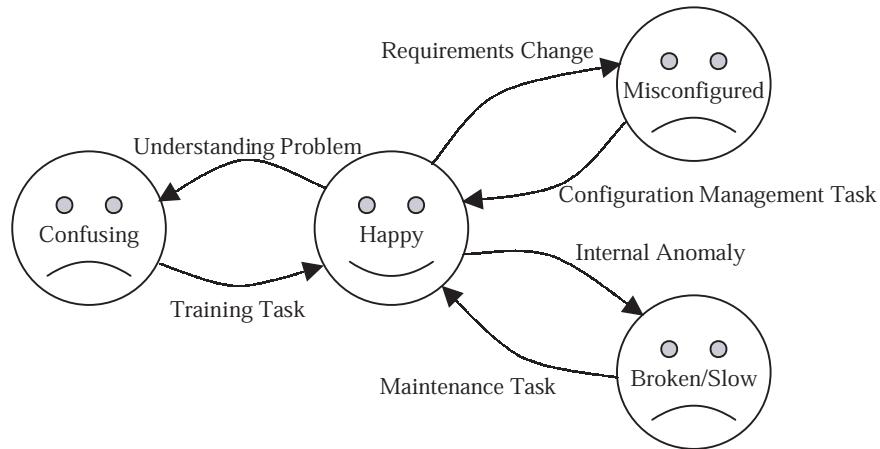 Requirements Change
Misconfigured
Understanding Problem
Configuration Management Task
Confusing
Happy
Internal Anomaly
Training Task
Broken/Slow
Maintenance Task